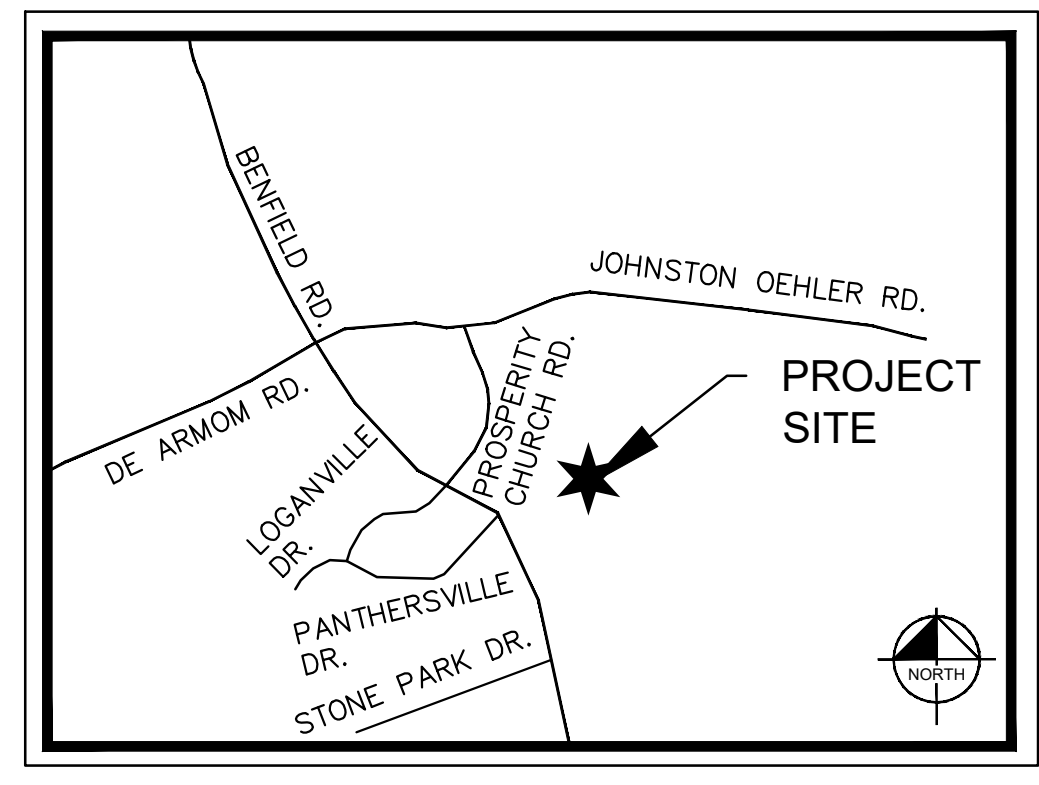 BENFIELD RD.
JOHNSTON OEHLER RD.
PROSPERITY
CHURCH RD.
PROJECT
SITE
DE ARMOM RD.
LOGANVILLE
DR.
PANTHERSVILLE
DR.
STONE PARK DR.
NORTH